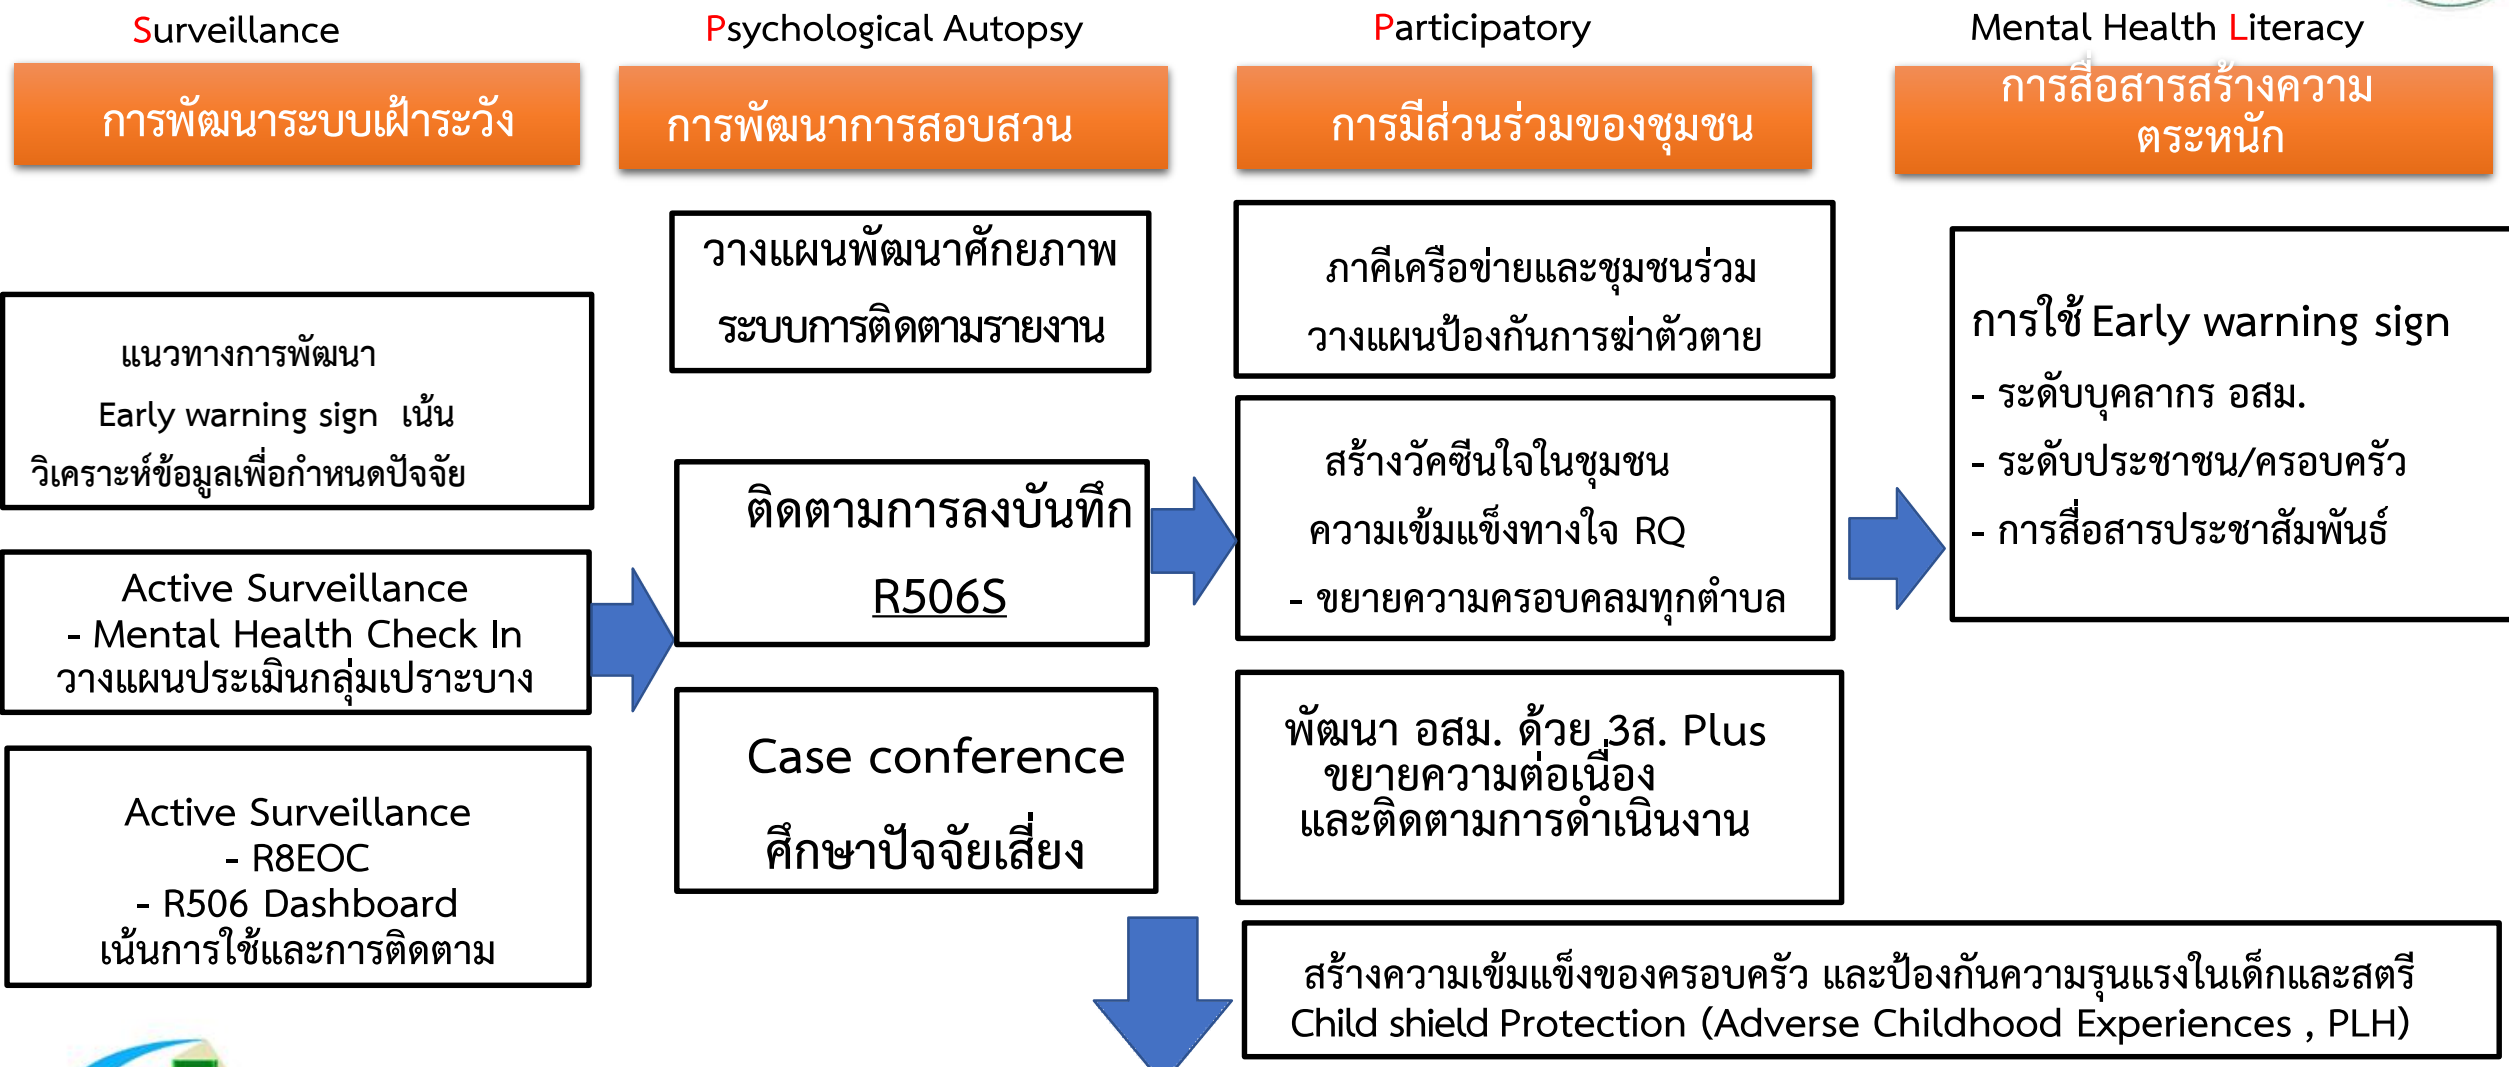 Surveillance
การพัฒนาระบบเฝ้าระวัง
แนวทางการพัฒนา
Early warning sign เน้น
วิเคราะห์ข้อมูลเพื่อกำหนดปัจจัย
Active Surveillance
- Mental Health Check In
วางแผนประเมินกลุ่มเปราะบาง
Active Surveillance
- R8EOC
- R506 Dashboard
เน้นการใช้และการติดตาม
Psychological Autopsy
การพัฒนาการสอบสวน
วางแผนพัฒนาศักยภาพ
ระบบการติดตามรายงาน
ติดตามการลงบันทึก
R506S
Case conference
ศึกษาปัจจัยเสี่ยง
Participatory
การมีส่วนร่วมของชุมชน
ภาคีเครือข่ายและชุมชนร่วม
วางแผนป้องกันการฆ่าตัวตาย
สร้างวัคซีนใจในชุมชน
ความเข้มแข็งทางใจ RQ
- ขยายความครอบคลมทุกตำบล
พัฒนา อสม. ด้วย 3ส. Plus
ขยายความต่อเนื่อง
และติดตามการดำเนินงาน
Mental Health Literacy
การสื่อสารสร้างความ
ตระหนัก
การใช้ Early warning sign
- ระดับบุคลากร อสม.
- ระดับประชาชน/ครอบครัว
- การสื่อสารประชาสัมพันธ์
สร้างความเข้มแข็งของครอบครัว และป้องกันความรุนแรงในเด็กและสตรี
Child shield Protection (Adverse Childhood Experiences , PLH)